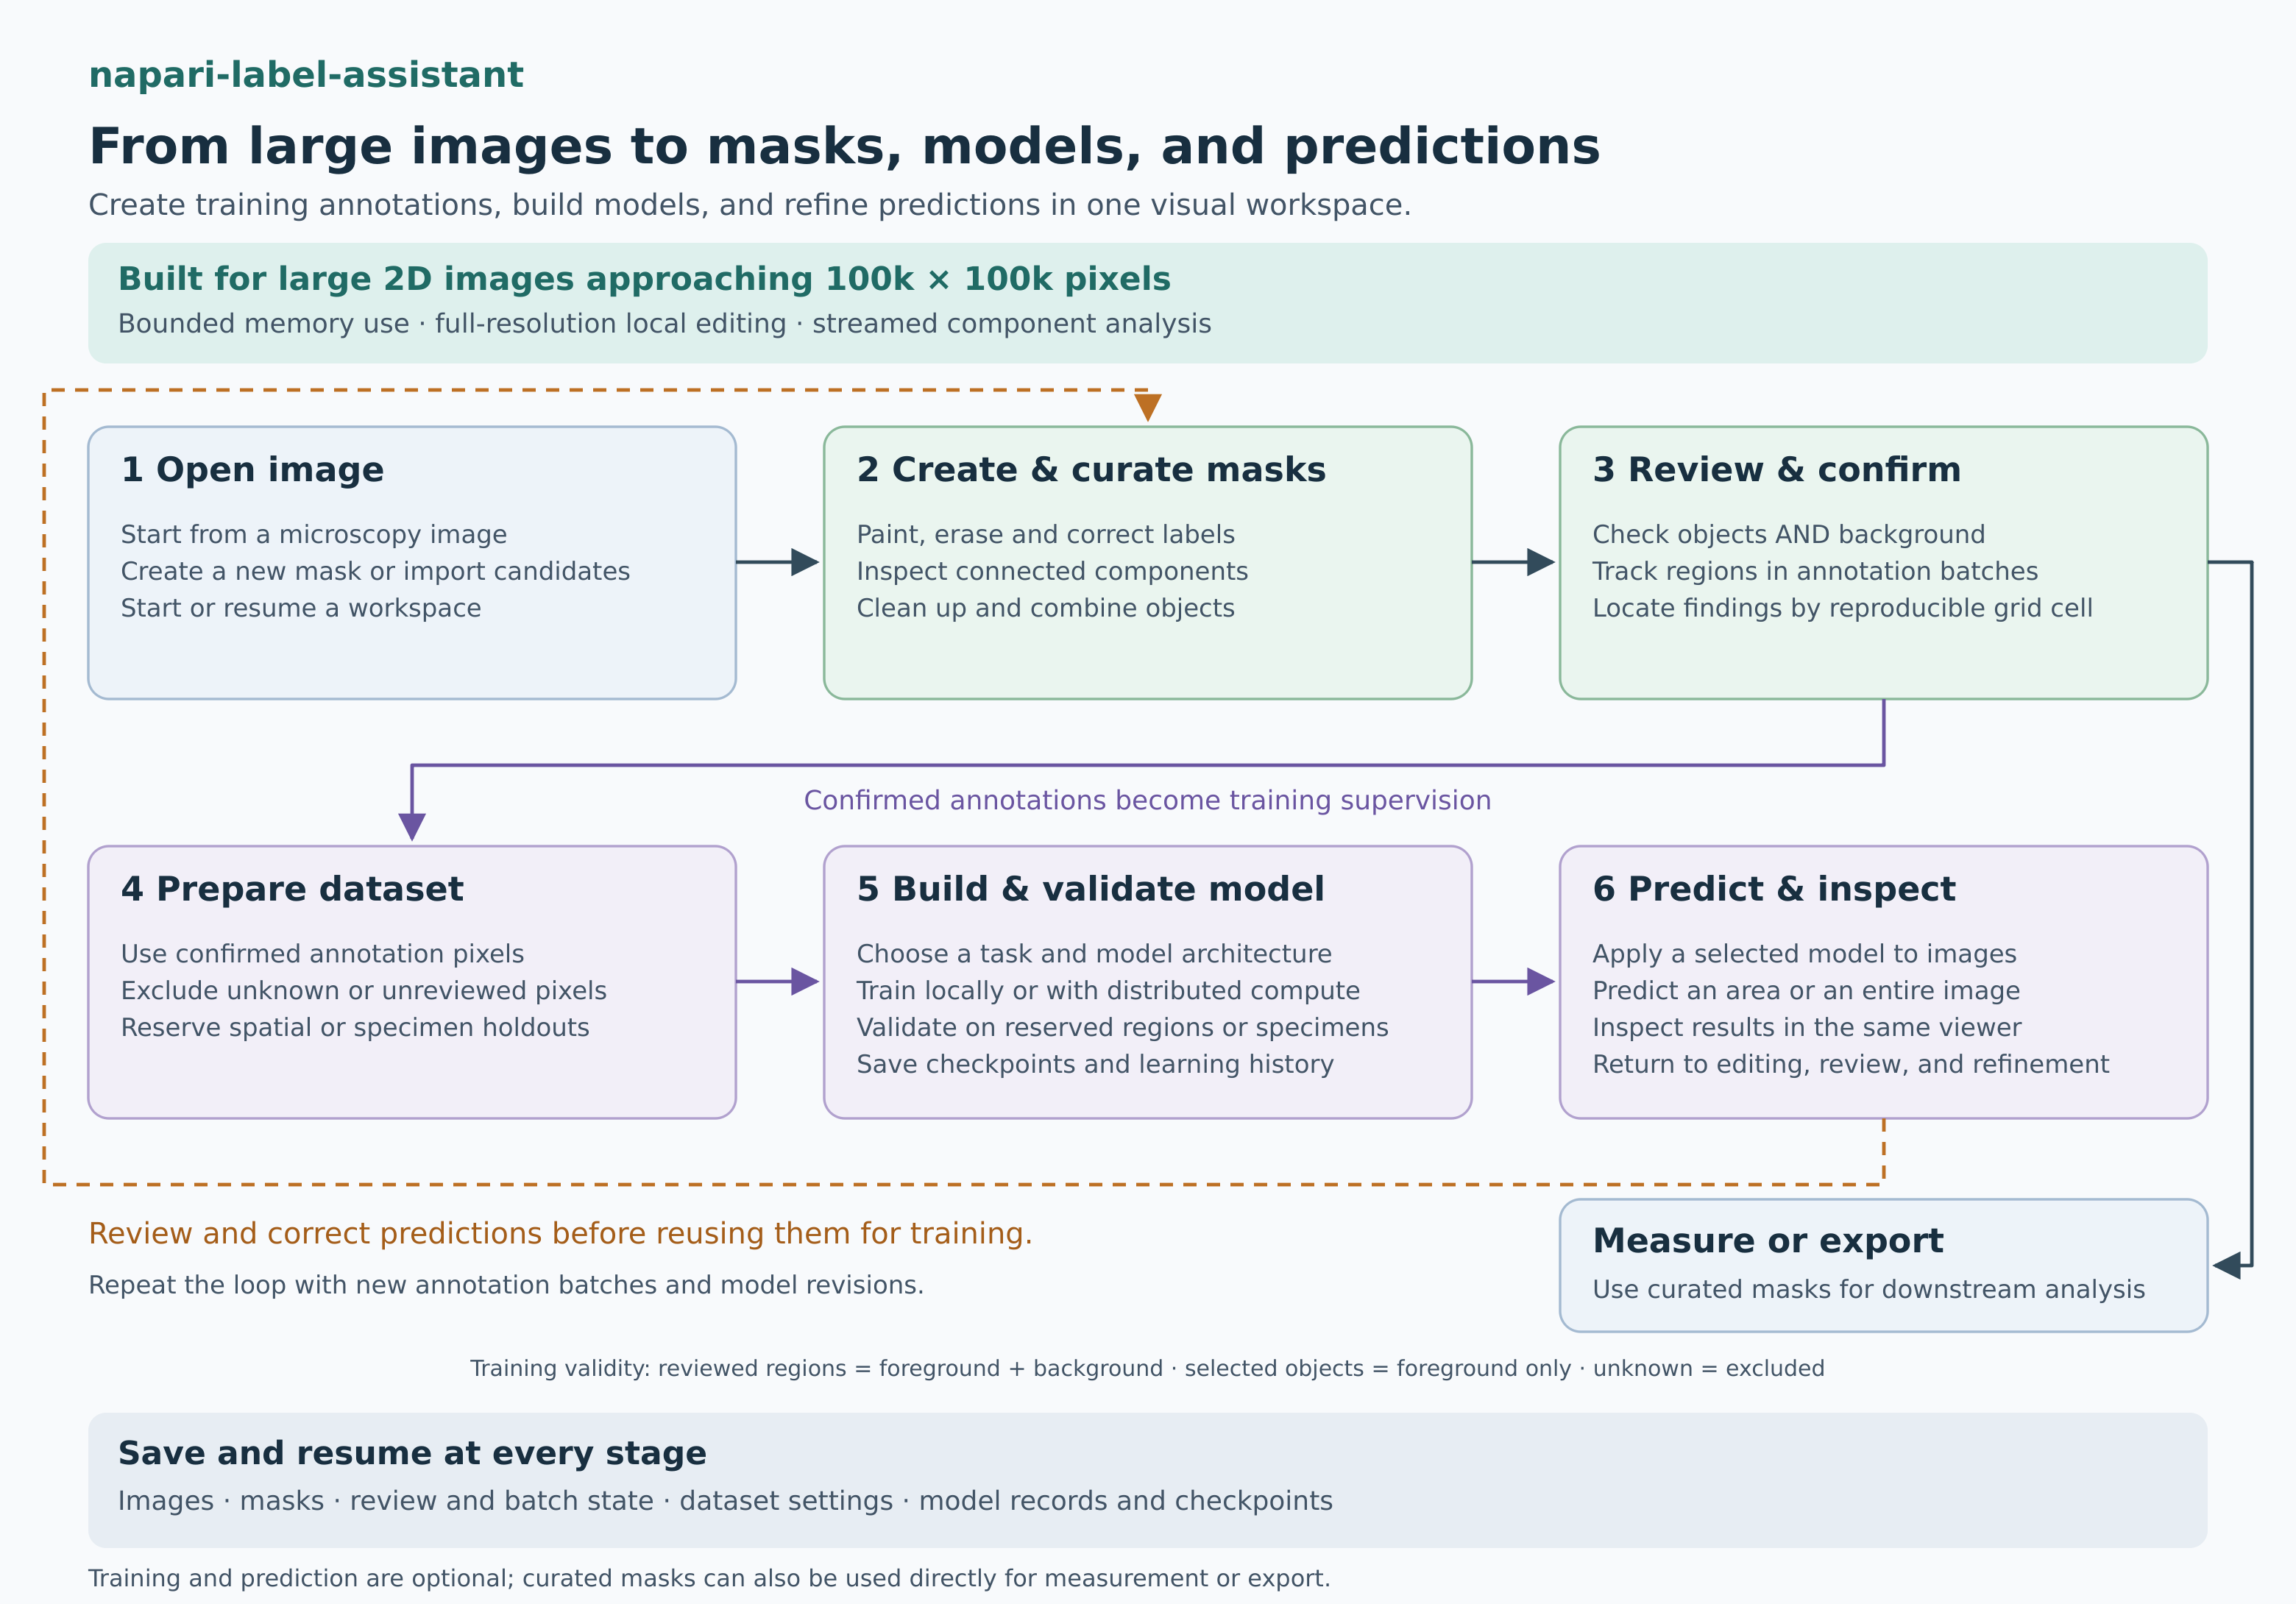 napari-label-assistant
From large images to masks, models, and predictions
Create training annotations, build models, and refine predictions in one visual workspace.
Built for large 2D images approaching 100k × 100k pixels
Bounded memory use · full-resolution local editing · streamed component analysis
1 Open image
Start from a microscopy image
Create a new mask or import candidates
Start or resume a workspace
2 Create & curate masks
Paint, erase and correct labels
Inspect connected components
Clean up and combine objects
3 Review & confirm
Check objects AND background
Track regions in annotation batches
Locate findings by reproducible grid cell
Confirmed annotations become training supervision
4 Prepare dataset
Use confirmed annotation pixels
Exclude unknown or unreviewed pixels
Reserve spatial or specimen holdouts
5 Build & validate model
Choose a task and model architecture
Train locally or with distributed compute
Validate on reserved regions or specimens
Save checkpoints and learning history
6 Predict & inspect
Apply a selected model to images
Predict an area or an entire image
Inspect results in the same viewer
Return to editing, review, and refinement
Review and correct predictions before reusing them for training.
Repeat the loop with new annotation batches and model revisions.
Measure or export
Use curated masks for downstream analysis
Training validity: reviewed regions = foreground + background · selected objects = foreground only · unknown = excluded
Save and resume at every stage
Images · masks · review and batch state · dataset settings · model records and checkpoints
Training and prediction are optional; curated masks can also be used directly for measurement or export.